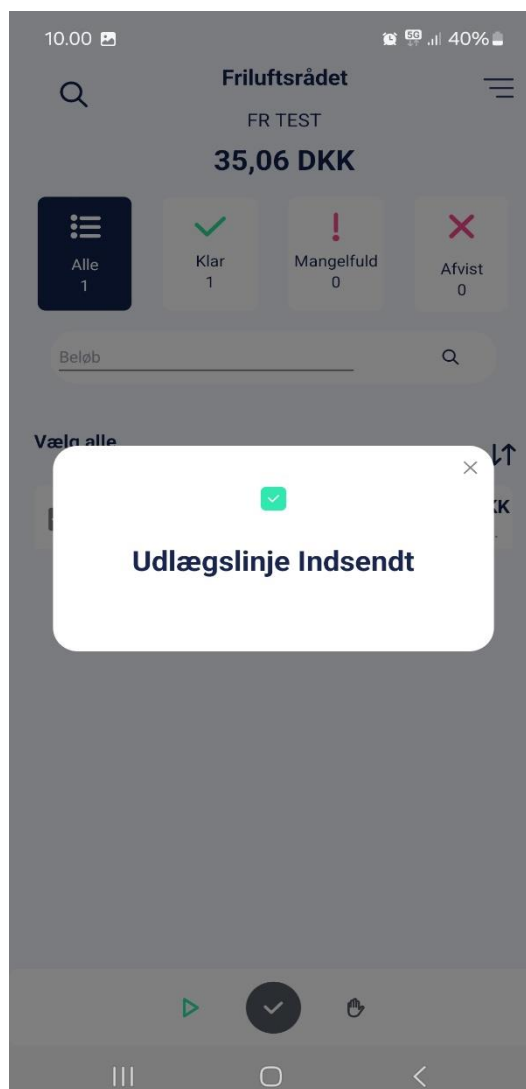 10.00
5G
40%
Friluftsrådet
FR TEST
35,06 DKK
Alle
1
Klar
1
Mangelfuld
0
Afvist
0
Beløb
Vælg alle
Udlægslinje Indsendt